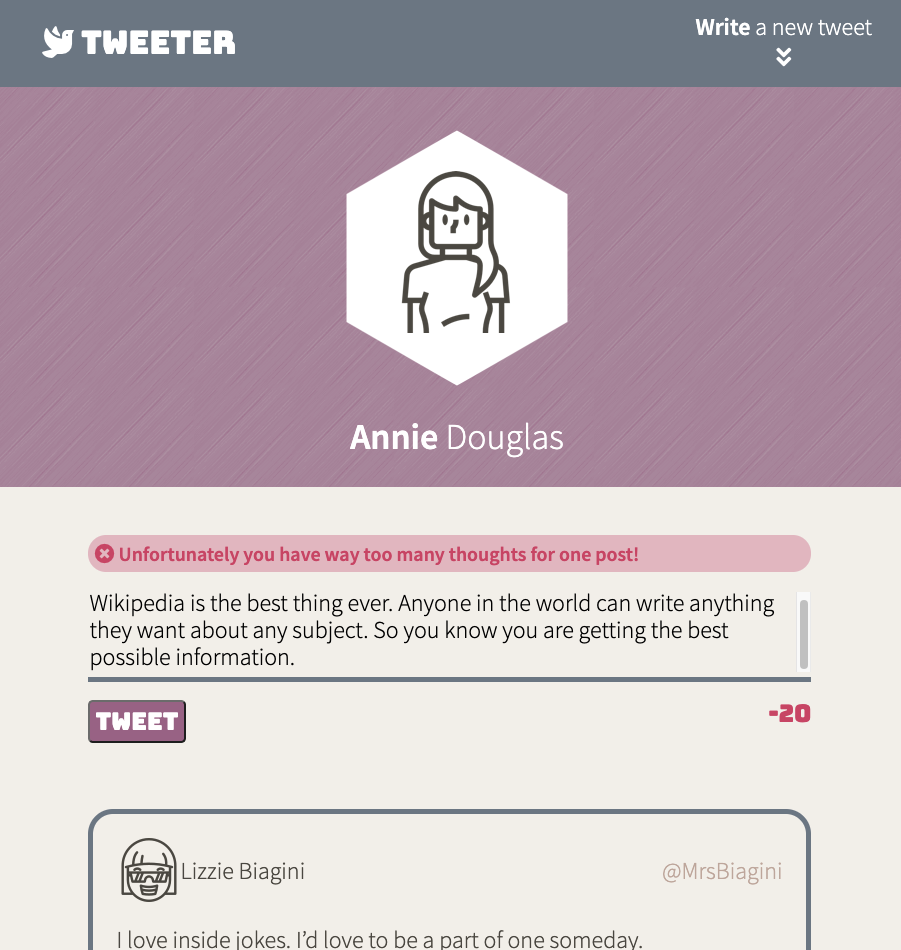 TWEETER
Write a new tweet
Annie Douglas
Unfortunately you have way too many thoughts for one post!
Wikipedia is the best thing ever. Anyone in the world can write anything
they want about any subject. So you know you are getting the best
possible information.
TWEET
-20
Lizzie Biagini
@MrsBiagini
I love inside jokes. I’d love to be a part of one someday.